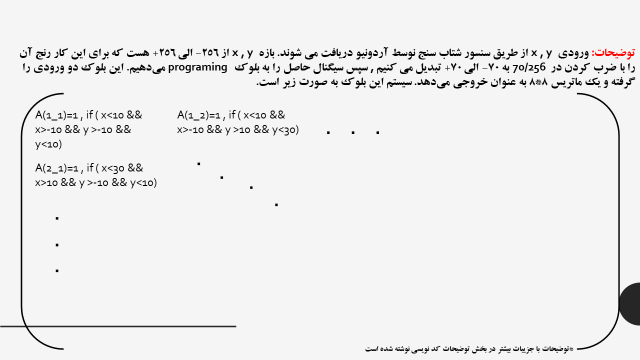 توضیحات: ورودی x , y از طریق سنسور شتاب سنج توسط آردنیو دریافت می شوند. بازه x , y از ۲۵۶- الی ۲۵۶+ هست که برای این کار رنج آن
را با ضرب کردن در 70/256 به ۷۰- الی ۷۰+ تبدیل می کنیم , سپس سیگنال حاصل را به بلوک programing می‌دهیم. این بلوک دو ورودی را
گرفته و یک ماتریس ۸*۸ به عنوان خروجی می‌دهد. سیستم این بلوک به صورت زیر است.
A(1_1)=1 , if ( x<10 &&
x>-10 && y >-10 &&
y<10)
A(1_2)=1 , if ( x<10 &&
x>-10 && y >10 && y<30)
. . .
A(2_1)=1 , if ( x<30 &&
x>10 && y >-10 && y<10)
*توضیحات با جزییات بیشتر در بخش توضیحات کد نویسی نوشته شده است